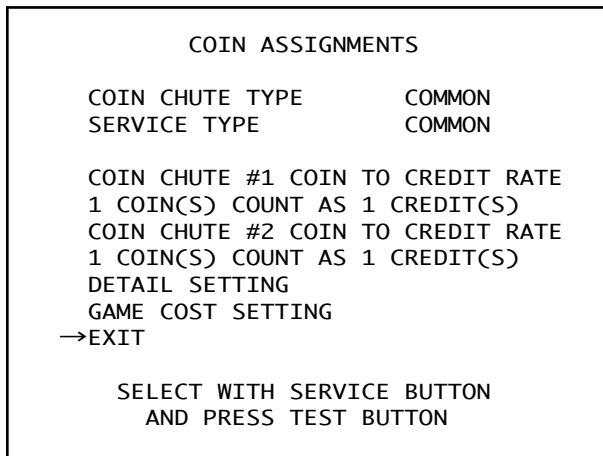 COIN ASSIGNMENTS
COIN CHUTE TYPE COMMON
SERVICE TYPE COMMON
COIN CHUTE #1 COIN TO CREDIT RATE
1 COIN(S) COUNT AS 1 CREDIT(S)
COIN CHUTE #2 COIN TO CREDIT RATE
1 COIN(S) COUNT AS 1 CREDIT(S)
DETAIL SETTING
GAME COST SETTING
→EXIT
SELECT WITH SERVICE BUTTON
AND PRESS TEST BUTTON